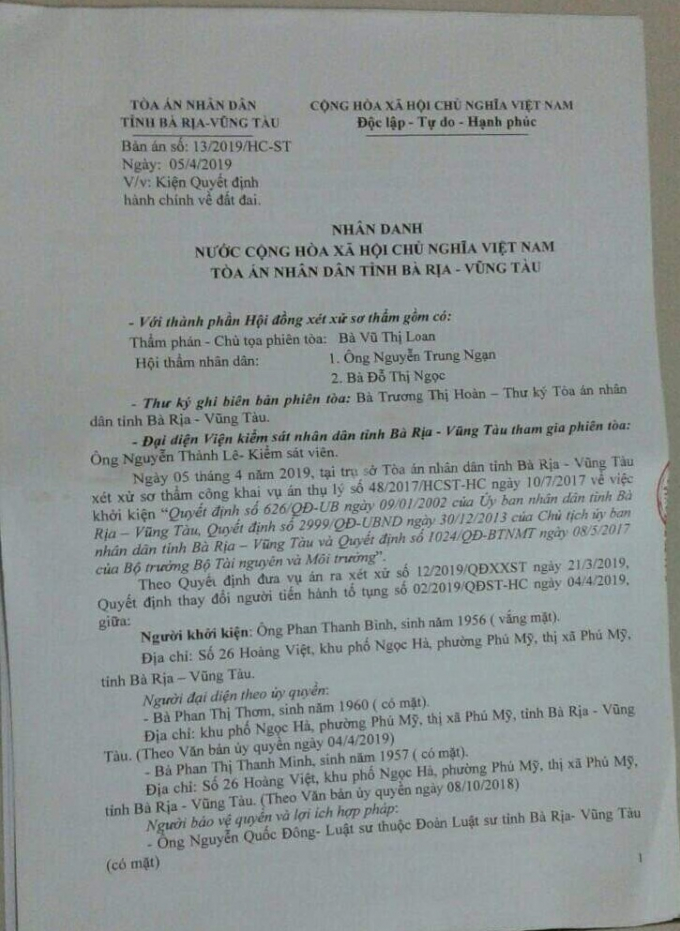 TÒA ÁN NHÂN DÂN
TỈNH BÀ RỊA-VŨNG TÀU
CỘNG HÒA XÃ HỘI CHỦ NGHĨA VIỆT NAM
Độc lập - Tự do - Hạnh phúc
Bản án số: 13/2019/HC-ST
Ngày: 05/4/2019
V/v: Kiện Quyết định
hành chính về đất đai.
NHÂN DANH
NƯỚC CỘNG HÒA XÃ HỘI CHỦ NGHĨA VIỆT NAM
TÒA ÁN NHÂN DÂN TỈNH BÀ RỊA - VŨNG TÀU
- Với thành phần Hội đồng xét xử sơ thẩm gồm có:
Thẩm phán - Chủ tọa phiên tòa: Bà Vũ Thị Loan
Hội thẩm nhân dân: 1. Ông Nguyễn Trung Ngạn
2. Bà Đỗ Thị Ngọc
- Thư ký ghi biên bản phiên tòa: Bà Trương Thị Hoàn – Thư ký Tòa án nhân
dân tỉnh Bà Rịa - Vũng Tàu.
- Đại diện Viện kiểm sát nhân dân tỉnh Bà Rịa - Vũng Tàu tham gia phiên tòa:
Ông Nguyễn Thành Lê- Kiểm sát viên.
Ngày 05 tháng 4 năm 2019, tại trụ sở Tòa án nhân dân tỉnh Bà Rịa - Vũng Tàu
xét xử sơ thẩm công khai vụ án thụ lý số 48/2017/HCST-HC ngày 10/7/2017 về việc
khởi kiện "Quyết định số 626/QĐ-UB ngày 09/01/2002 của Ủy ban nhân dân tỉnh Bà
Rịa – Vũng Tàu, Quyết định số 2999/QĐ-UBND ngày 30/12/2013 của Chủ tịch ủy ban
nhân dân tỉnh Bà Rịa – Vũng Tàu và Quyết định số 1024/QĐ-BTNMT ngày 08/5/2017
của Bộ trưởng Bộ Tài nguyên và Môi trường".
Theo Quyết định đưa vụ án ra xét xử số 12/2019/QĐXXST ngày 21/3/2019,
Quyết định thay đổi người tiến hành tố tụng số 02/2019/QĐST-HC ngày 04/4/2019,
giữa:
Người khởi kiện: Ông Phan Thanh Bình, sinh năm 1956 ( vắng mặt).
Địa chỉ: Số 26 Hoàng Việt, khu phố Ngọc Hà, phường Phú Mỹ, thị xã Phú Mỹ,
tỉnh Bà Rịa – Vũng Tàu.
Người đại diện theo ủy quyền:
- Bà Phan Thị Thơm, sinh năm 1960 ( có mặt).
Địa chỉ: khu phố Ngọc Hà, phường Phú Mỹ, thị xã Phú Mỹ, tỉnh Bà Rịa - Vũng
Tàu. (Theo Văn bản ủy quyền ngày 04/4/2019)
- Bà Phan Thị Thanh Minh, sinh năm 1957 ( có mặt).
Địa chỉ: Số 26 Hoàng Việt, khu phố Ngọc Hà, phường Phú Mỹ, thị xã Phú Mỹ,
tỉnh Bà Rịa - Vũng Tàu. (Theo Văn bản ủy quyền ngày 08/10/2018)
Người bảo vệ quyền và lợi ích hợp pháp:
- Ông Nguyễn Quốc Đông- Luật sư thuộc Đoàn Luật sư tỉnh Bà Rịa- Vũng Tàu
(có mặt)
1